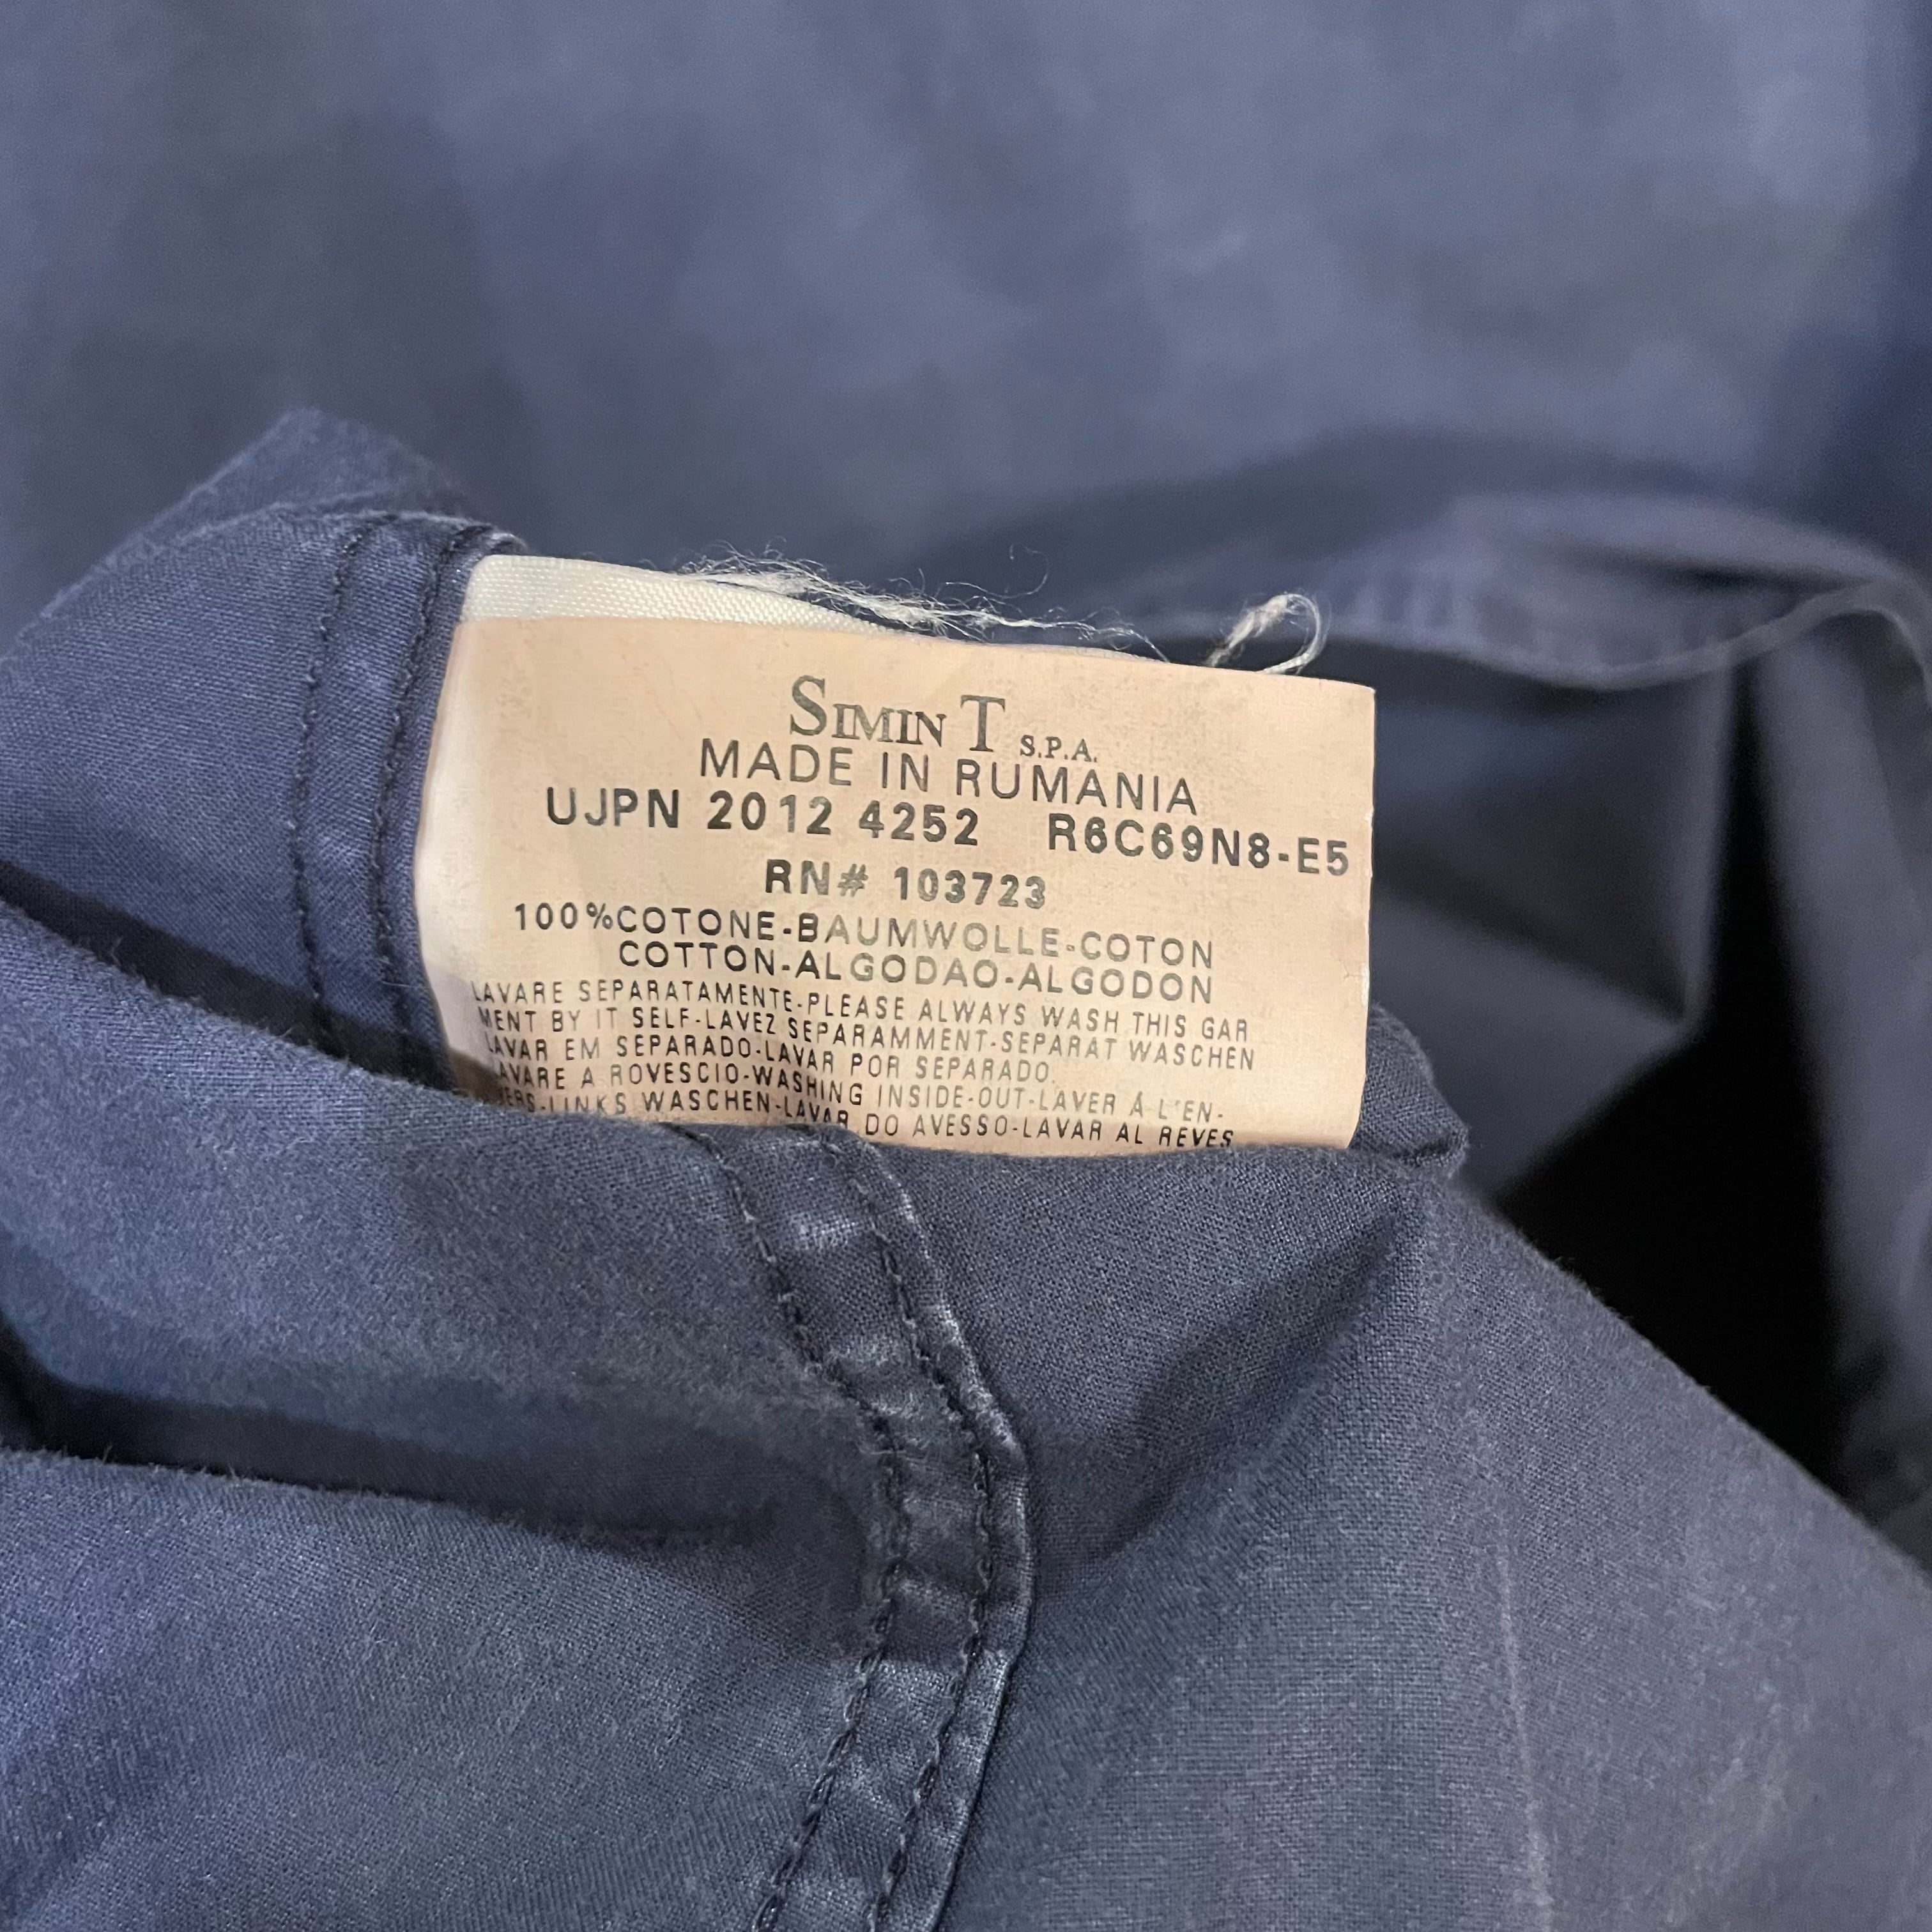 SIMIN T S.P.A.
MADE IN RUMANIA
UJPN 2012 4252 R6C69N8-E5
RN# 103723
100%COTONE-BAUMWOLLE-COTON
COTTON-ALGODAO-ALGODON
LAVARE SEPARATAMENTE-PLEASE ALWAYS WASH THIS GAR
MENT BY IT SELF-LAVEZ SEPARAMMENT-SEPARAT WASCHEN
LAVAR EM SEPARADO-LAVAR POR SEPARADO.
LAVARE A ROVESCIO-WASHING INSIDE-OUT-LAVER À L'EN-
VERS-LINKS WASCHEN-LAVAR DO AVESSO-LAVAR AL REVES